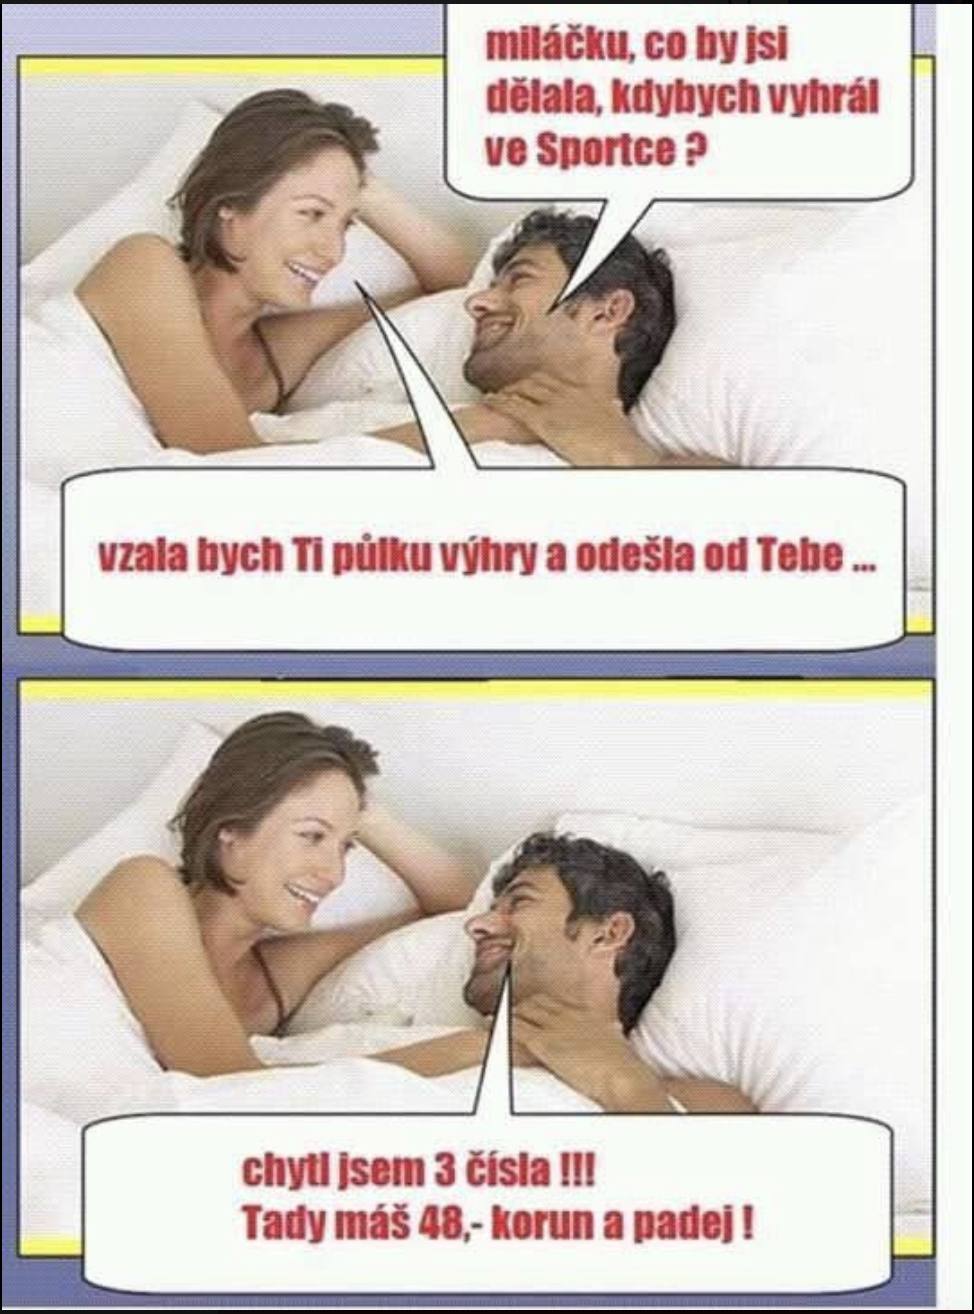 miláčku, co by jsi
dělala, kdybych vyhrál
ve Sportce ?
vzala bych Ti půlku výhry a odešla od Tebe ...
chytl jsem 3 čísla !!!
Tady máš 48,- korun a padej !